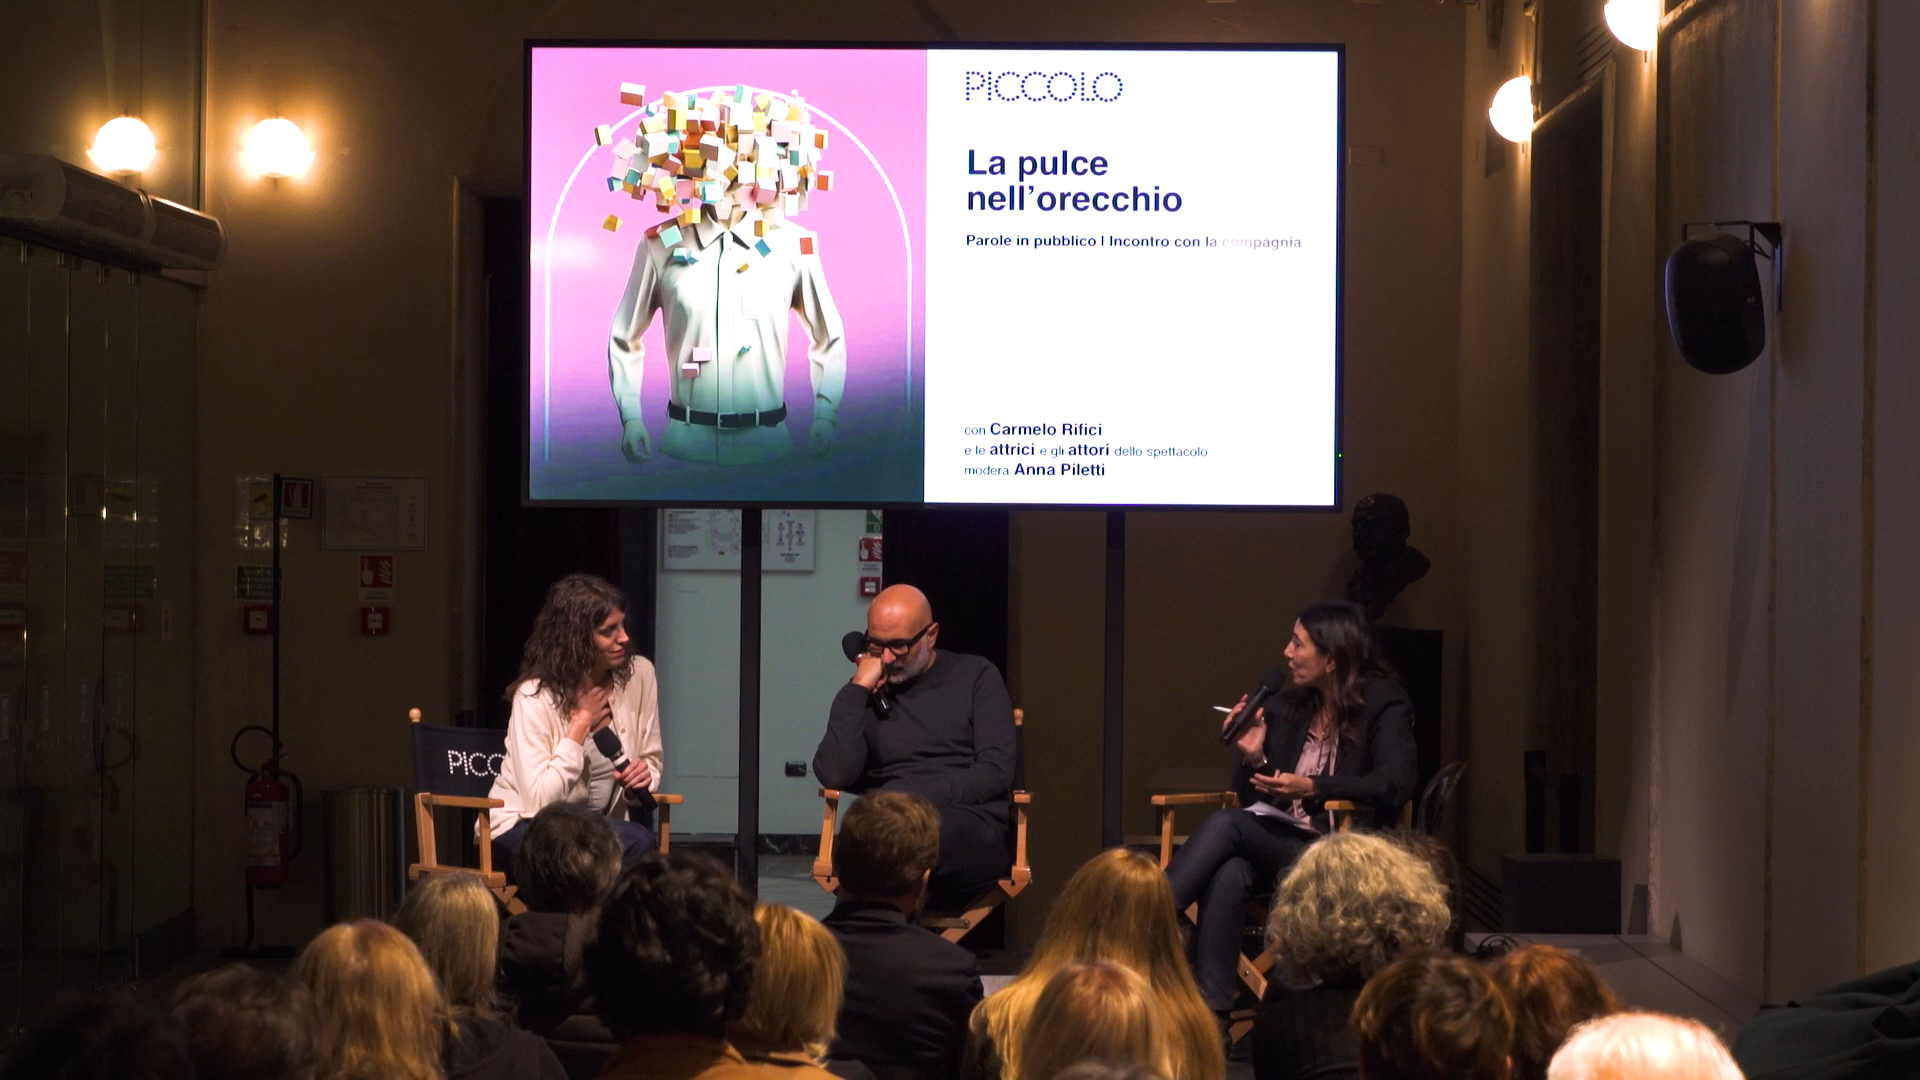 PICCOLO
La pulce
nell'orecchio
Parole in pubblico | Incontro con la compagnia
con Carmelo Rifici
e le attrici e gli attori dello spettacolo
modera Anna Piletti
PICC